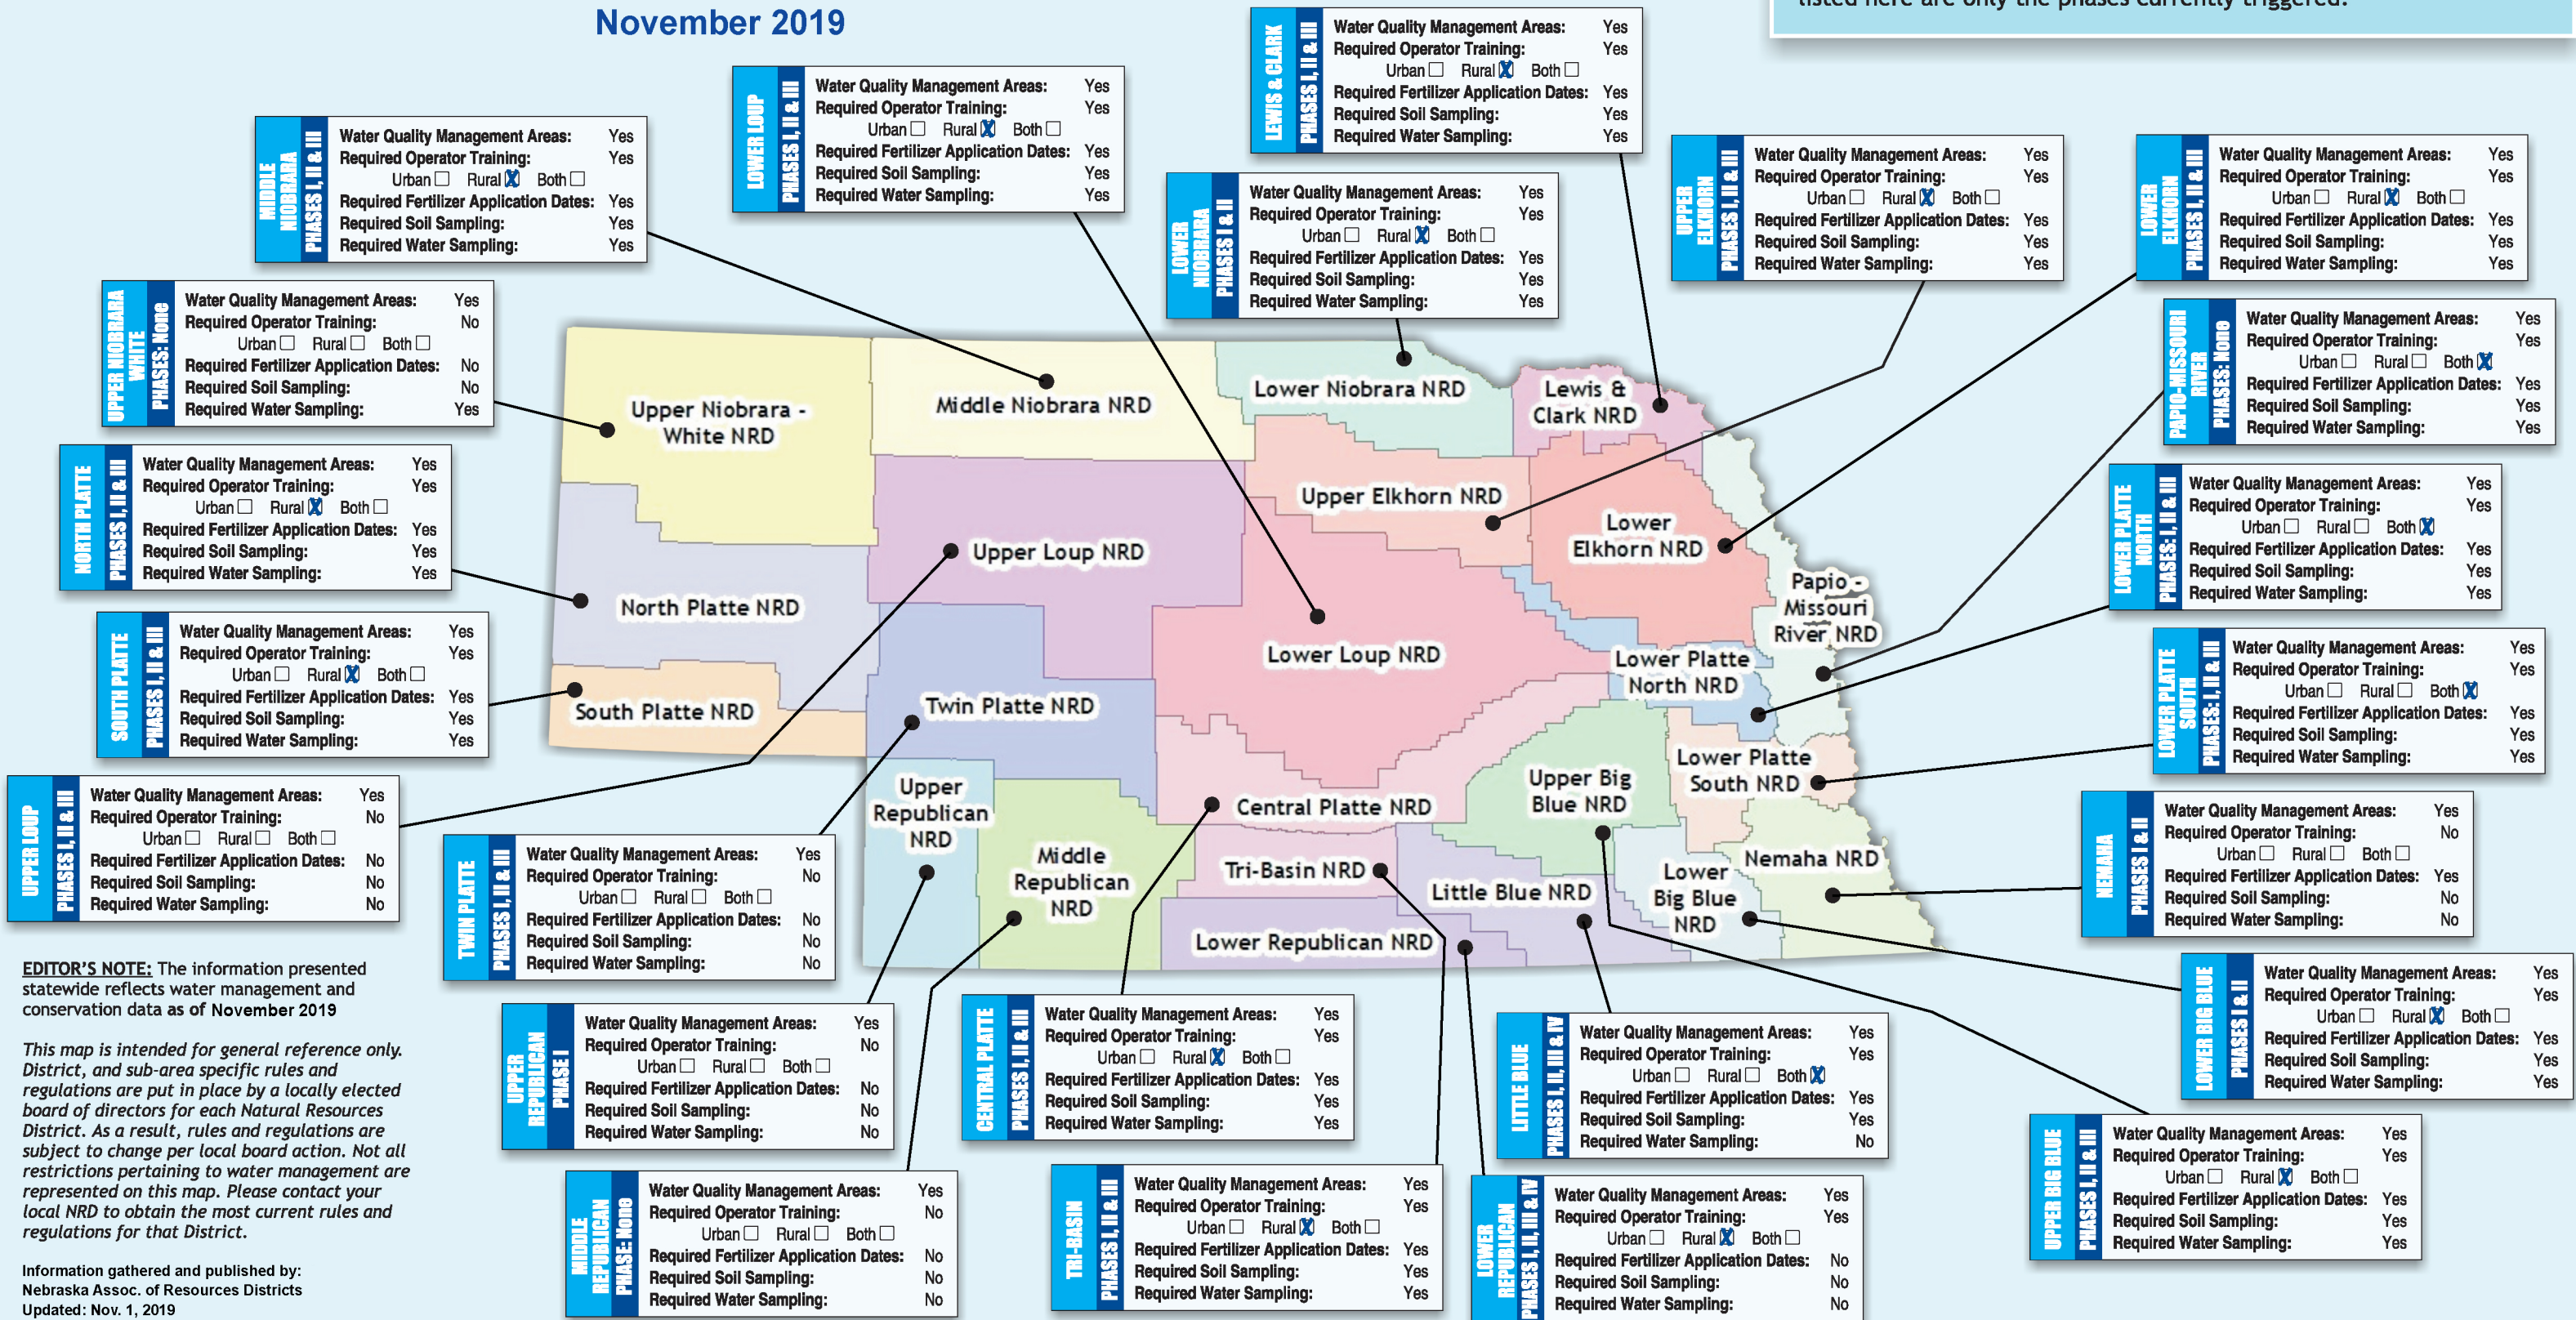 listed here are only the phases currently triggered.
November 2019
LEWIS & CLARK
PHASES I, II & III
Water Quality Management Areas: Yes
Required Operator Training: Yes
Urban Rural X Both
Required Fertilizer Application Dates: Yes
Required Soil Sampling: Yes
Required Water Sampling: Yes
LOWER LOUP
PHASES I, II & III
Water Quality Management Areas: Yes
Required Operator Training: Yes
Urban Rural X Both
Required Fertilizer Application Dates: Yes
Required Soil Sampling: Yes
Required Water Sampling: Yes
MIDDLE
NIOBRARA
PHASES I, II & III
Water Quality Management Areas: Yes
Required Operator Training: Yes
Urban Rural X Both
Required Fertilizer Application Dates: Yes
Required Soil Sampling: Yes
Required Water Sampling: Yes
LOWER
NIOBRARA
PHASES I & II
Water Quality Management Areas: Yes
Required Operator Training: Yes
Urban Rural X Both
Required Fertilizer Application Dates: Yes
Required Soil Sampling: Yes
Required Water Sampling: Yes
UPPER
ELKHORN
PHASES I, II & III
Water Quality Management Areas: Yes
Required Operator Training: Yes
Urban Rural X Both
Required Fertilizer Application Dates: Yes
Required Soil Sampling: Yes
Required Water Sampling: Yes
LOWER
ELKHORN
PHASES I, II & III
Water Quality Management Areas: Yes
Required Operator Training: Yes
Urban Rural X Both
Required Fertilizer Application Dates: Yes
Required Soil Sampling: Yes
Required Water Sampling: Yes
UPPER NIOBRARA
WHITE
PHASES: None
Water Quality Management Areas: Yes
Required Operator Training: No
Urban Rural Both
Required Fertilizer Application Dates: No
Required Soil Sampling: No
Required Water Sampling: Yes
PAPIO-MISSOURI
RIVER
PHASES: None
Water Quality Management Areas: Yes
Required Operator Training: Yes
Urban Rural Both X
Required Fertilizer Application Dates: Yes
Required Soil Sampling: Yes
Required Water Sampling: Yes
NORTH PLATTE
PHASES I, II & III
Water Quality Management Areas: Yes
Required Operator Training: Yes
Urban Rural X Both
Required Fertilizer Application Dates: Yes
Required Soil Sampling: Yes
Required Water Sampling: Yes
LOWER PLATTE
NORTH
PHASES: I, II & III
Water Quality Management Areas: Yes
Required Operator Training: Yes
Urban Rural Both X
Required Fertilizer Application Dates: Yes
Required Soil Sampling: Yes
Required Water Sampling: Yes
SOUTH PLATTE
PHASES I, II & III
Water Quality Management Areas: Yes
Required Operator Training: Yes
Urban Rural X Both
Required Fertilizer Application Dates: Yes
Required Soil Sampling: Yes
Required Water Sampling: Yes
LOWER PLATTE
SOUTH
PHASES: I, II & III
Water Quality Management Areas: Yes
Required Operator Training: Yes
Urban Rural Both X
Required Fertilizer Application Dates: Yes
Required Soil Sampling: Yes
Required Water Sampling: Yes
Upper Niobrara -
White NRD
Middle Niobrara NRD
Lower Niobrara NRD
Lewis &
Clark NRD
Upper Elkhorn NRD
Lower
Elkhorn NRD
Upper Loup NRD
North Platte NRD
Papio -
Missouri
River NRD
Lower Loup NRD
Lower Platte
North NRD
South Platte NRD
Twin Platte NRD
Lower Platte
South NRD
Upper Big
Blue NRD
Upper
Republican
NRD
Central Platte NRD
Middle
Republican
NRD
Tri-Basin NRD
Little Blue NRD
Lower
Big Blue
NRD
Nemaha NRD
Lower Republican NRD
UPPER LOUP
PHASES I, II & III
Water Quality Management Areas: Yes
Required Operator Training: No
Urban Rural Both
Required Fertilizer Application Dates: No
Required Soil Sampling: No
Required Water Sampling: No
TWIN PLATTE
PHASES I, II & III
Water Quality Management Areas: Yes
Required Operator Training: No
Urban Rural Both
Required Fertilizer Application Dates: No
Required Soil Sampling: No
Required Water Sampling: No
NEMAHA
PHASES I & II
Water Quality Management Areas: Yes
Required Operator Training: No
Urban Rural Both
Required Fertilizer Application Dates: Yes
Required Soil Sampling: No
Required Water Sampling: No
LOWER BIG BLUE
PHASES I & II
Water Quality Management Areas: Yes
Required Operator Training: Yes
Urban Rural X Both
Required Fertilizer Application Dates: Yes
Required Soil Sampling: Yes
Required Water Sampling: Yes
UPPER
REPUBLICAN
PHASE I
Water Quality Management Areas: Yes
Required Operator Training: No
Urban Rural Both
Required Fertilizer Application Dates: No
Required Soil Sampling: No
Required Water Sampling: No
CENTRAL PLATTE
PHASES I, II & III
Water Quality Management Areas: Yes
Required Operator Training: Yes
Urban Rural X Both
Required Fertilizer Application Dates: Yes
Required Soil Sampling: Yes
Required Water Sampling: Yes
LITTLE BLUE
PHASES I, II, III & IV
Water Quality Management Areas: Yes
Required Operator Training: Yes
Urban Rural Both X
Required Fertilizer Application Dates: Yes
Required Soil Sampling: Yes
Required Water Sampling: No
UPPER BIG BLUE
PHASES I, II & III
Water Quality Management Areas: Yes
Required Operator Training: Yes
Urban Rural X Both
Required Fertilizer Application Dates: Yes
Required Soil Sampling: Yes
Required Water Sampling: Yes
MIDDLE
REPUBLICAN
PHASE: None
Water Quality Management Areas: Yes
Required Operator Training: No
Urban Rural Both
Required Fertilizer Application Dates: No
Required Soil Sampling: No
Required Water Sampling: No
TRI-BASIN
PHASES I, II & III
Water Quality Management Areas: Yes
Required Operator Training: Yes
Urban Rural X Both
Required Fertilizer Application Dates: Yes
Required Soil Sampling: Yes
Required Water Sampling: Yes
LOWER
REPUBLICAN
PHASES I, II, III & IV
Water Quality Management Areas: Yes
Required Operator Training: Yes
Urban Rural X Both
Required Fertilizer Application Dates: No
Required Soil Sampling: No
Required Water Sampling: No
EDITOR'S NOTE: The information presented
statewide reflects water management and
conservation data as of November 2019
This map is intended for general reference only.
District, and sub-area specific rules and
regulations are put in place by a locally elected
board of directors for each Natural Resources
District. As a result, rules and regulations are
subject to change per local board action. Not all
restrictions pertaining to water management are
represented on this map. Please contact your
local NRD to obtain the most current rules and
regulations for that District.
Information gathered and published by:
Nebraska Assoc. of Resources Districts
Updated: Nov. 1, 2019